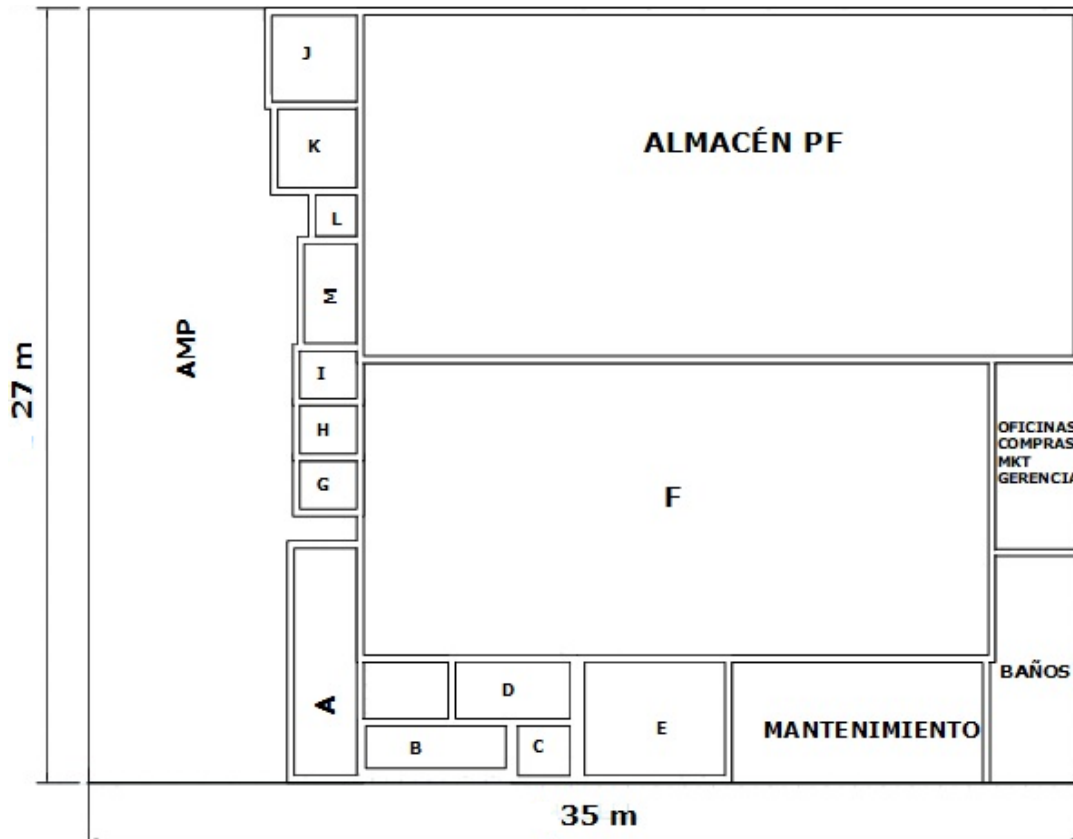 J
K
ALMACÉN PF
L
M
AMP
27 m
I
H
G
F
OFICINAS
COMPRAS
MKT
GERENCIA
A
D
BAÑOS
B
C
E
MANTENIMIENTO
35 m